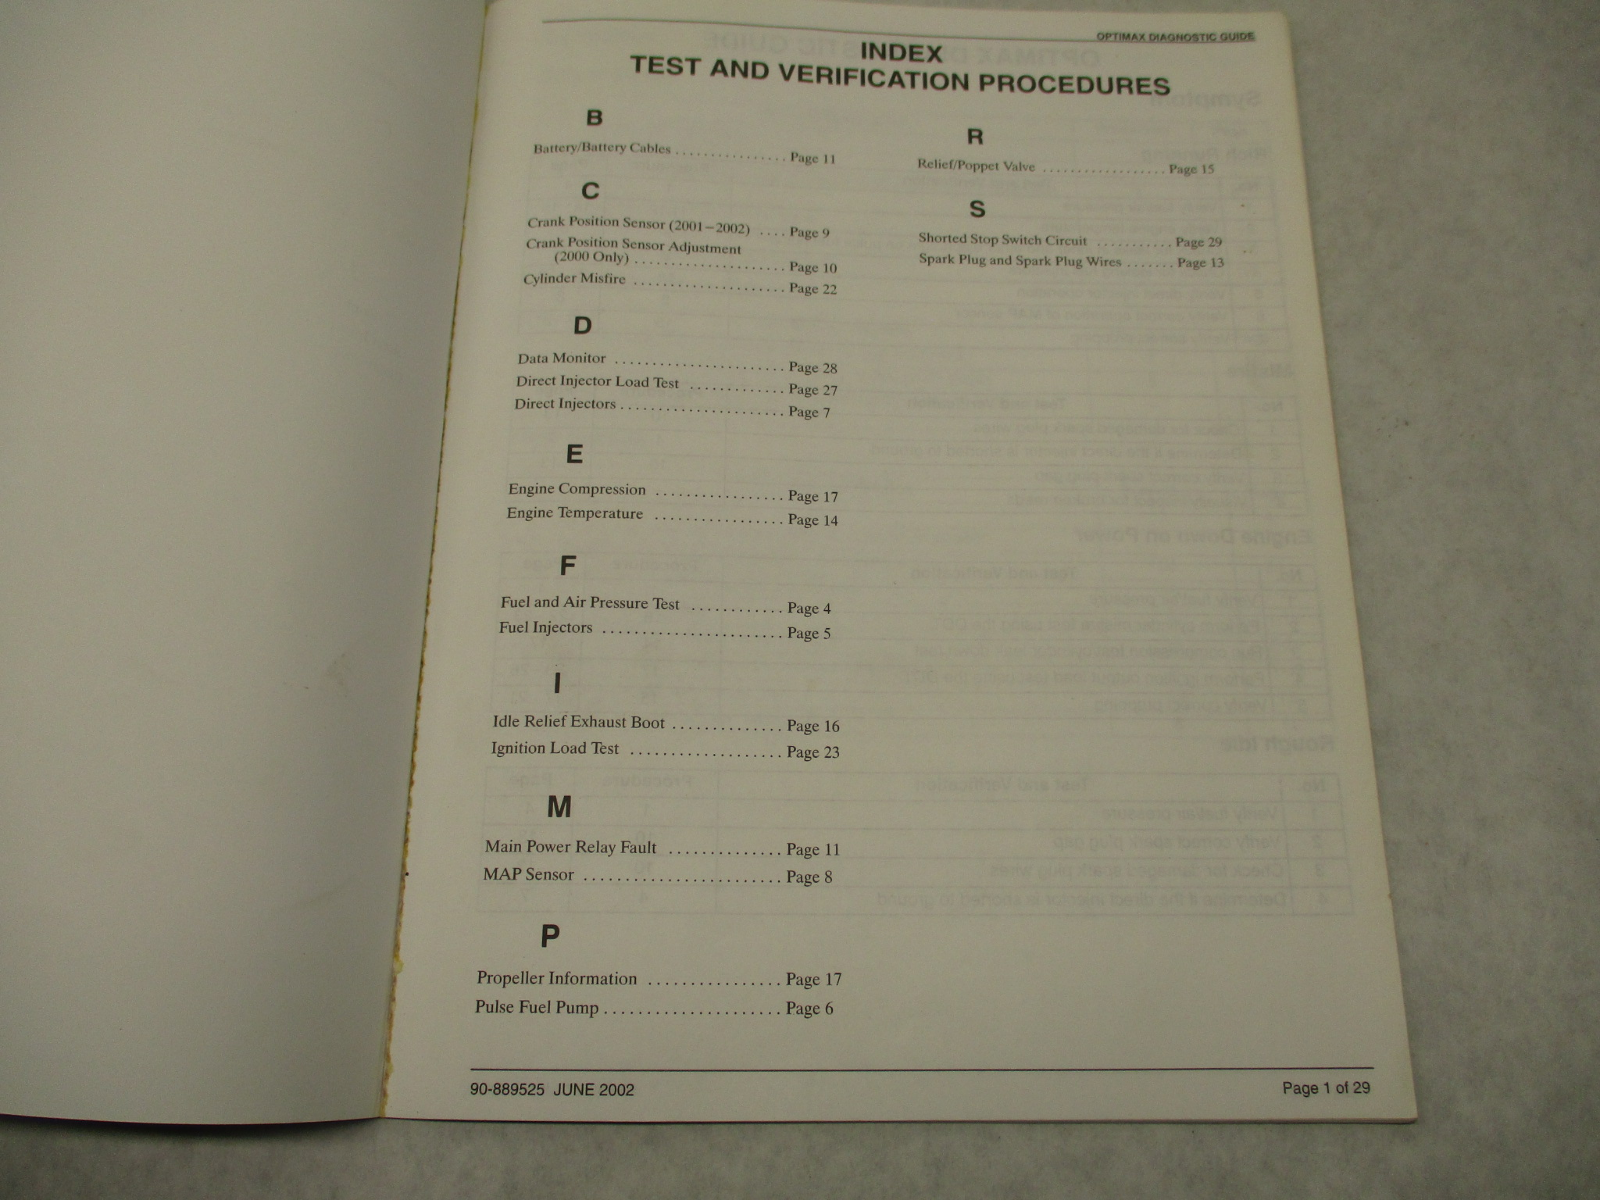 OPTIMAX DIAGNOSTIC GUIDE
INDEX
TEST AND VERIFICATION PROCEDURES
B
Battery/Battery Cables ................ Page 11
C
Crank Position Sensor (2001–2002) .... Page 9
Crank Position Sensor Adjustment
(2000 Only) ...................... Page 10
Cylinder Misfire ...................... Page 22
D
Data Monitor ........................ Page 28
Direct Injector Load Test ............. Page 27
Direct Injectors ....................... Page 7
E
Engine Compression .................. Page 17
Engine Temperature .................. Page 14
F
Fuel and Air Pressure Test ............ Page 4
Fuel Injectors ........................ Page 5
I
Idle Relief Exhaust Boot .............. Page 16
Ignition Load Test .................... Page 23
M
Main Power Relay Fault .............. Page 11
MAP Sensor ......................... Page 8
P
Propeller Information ................. Page 17
Pulse Fuel Pump ...................... Page 6
R
Relief/Poppet Valve .................. Page 15
S
Shorted Stop Switch Circuit ........... Page 29
Spark Plug and Spark Plug Wires ....... Page 13
90-889525 JUNE 2002
Page 1 of 29